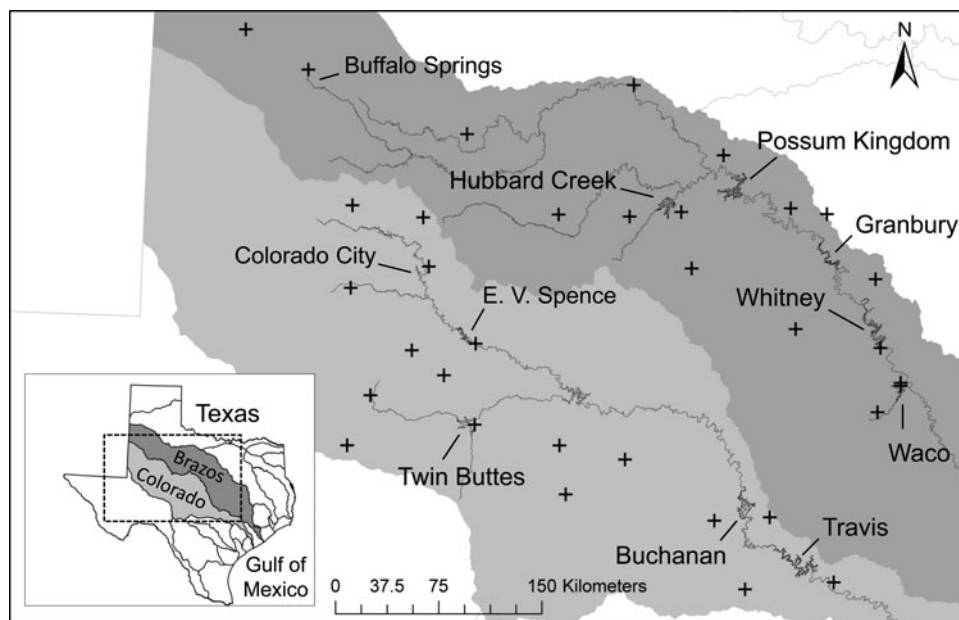 N
Buffalo Springs
Possum Kingdom
Hubbard Creek
Granbury
Colorado City
E. V. Spence
Whitney
Texas
Brazos
Colorado
Waco
Twin Buttes
Travis
Buchanan
Gulf of
Mexico
0 37.5 75 150 Kilometers